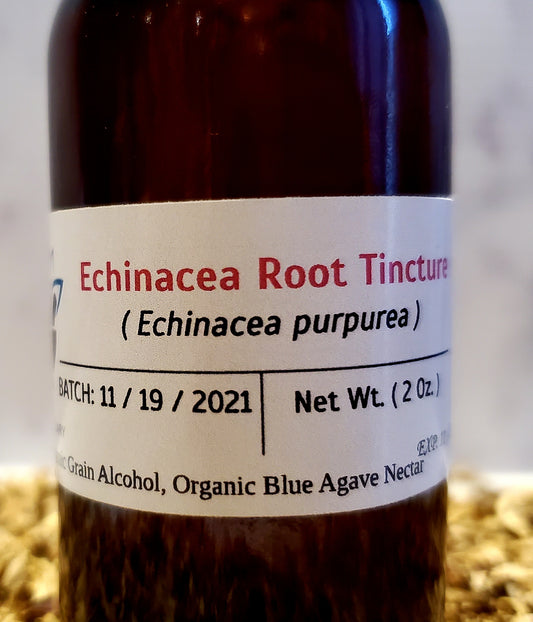 Echinacea Root Tincture
(Echinacea purpurea)
BATCH: 11 / 19 / 2021
Net Wt. ( 2 Oz. )
EXP:
Grain Alcohol, Organic Blue Agave Nectar